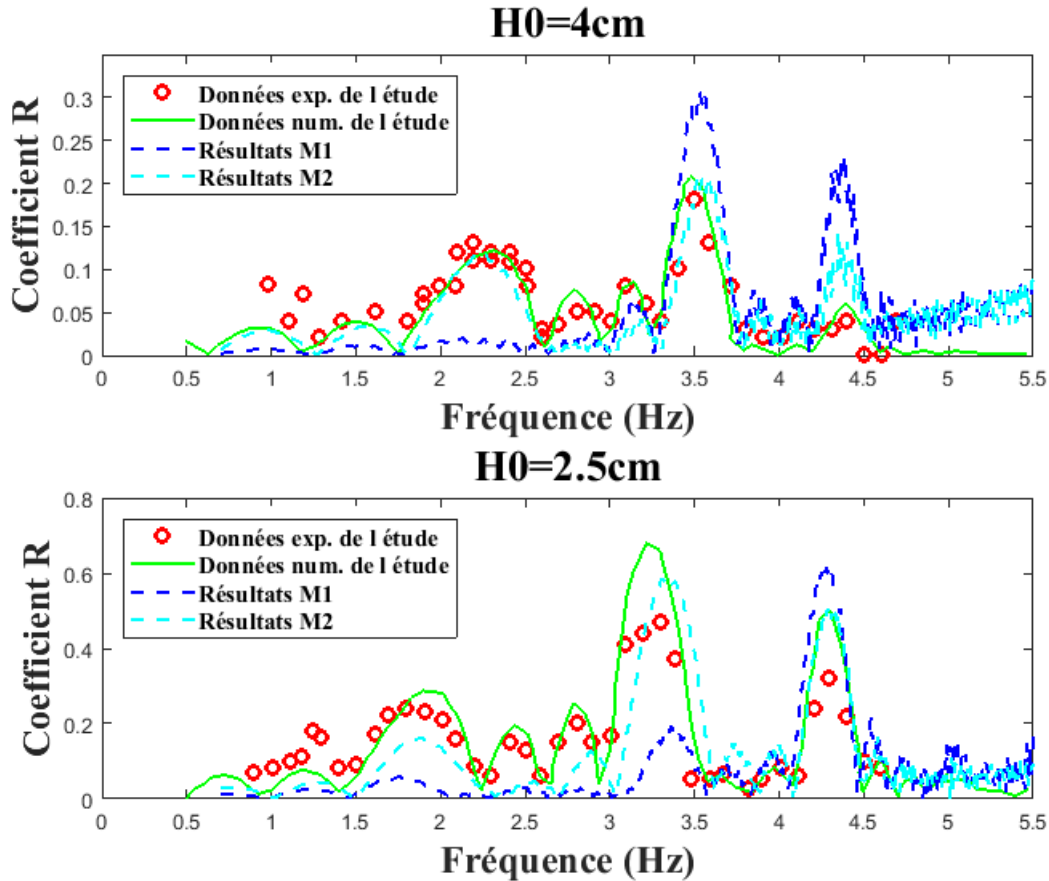 H0=4cm
Coefficient R
0.3
0.25
0.2
0.15
0.1
0.05
0
Données exp. de l étude
Données num. de l étude
Résultats M1
Résultats M2
0 0.5 1 1.5 2 2.5 3 3.5 4 4.5 5 5.5
Fréquence (Hz)
H0=2.5cm
Coefficient R
0.8
0.6
0.4
0.2
0
Données exp. de l étude
Données num. de l étude
Résultats M1
Résultats M2
0 0.5 1 1.5 2 2.5 3 3.5 4 4.5 5 5.5
Fréquence (Hz)